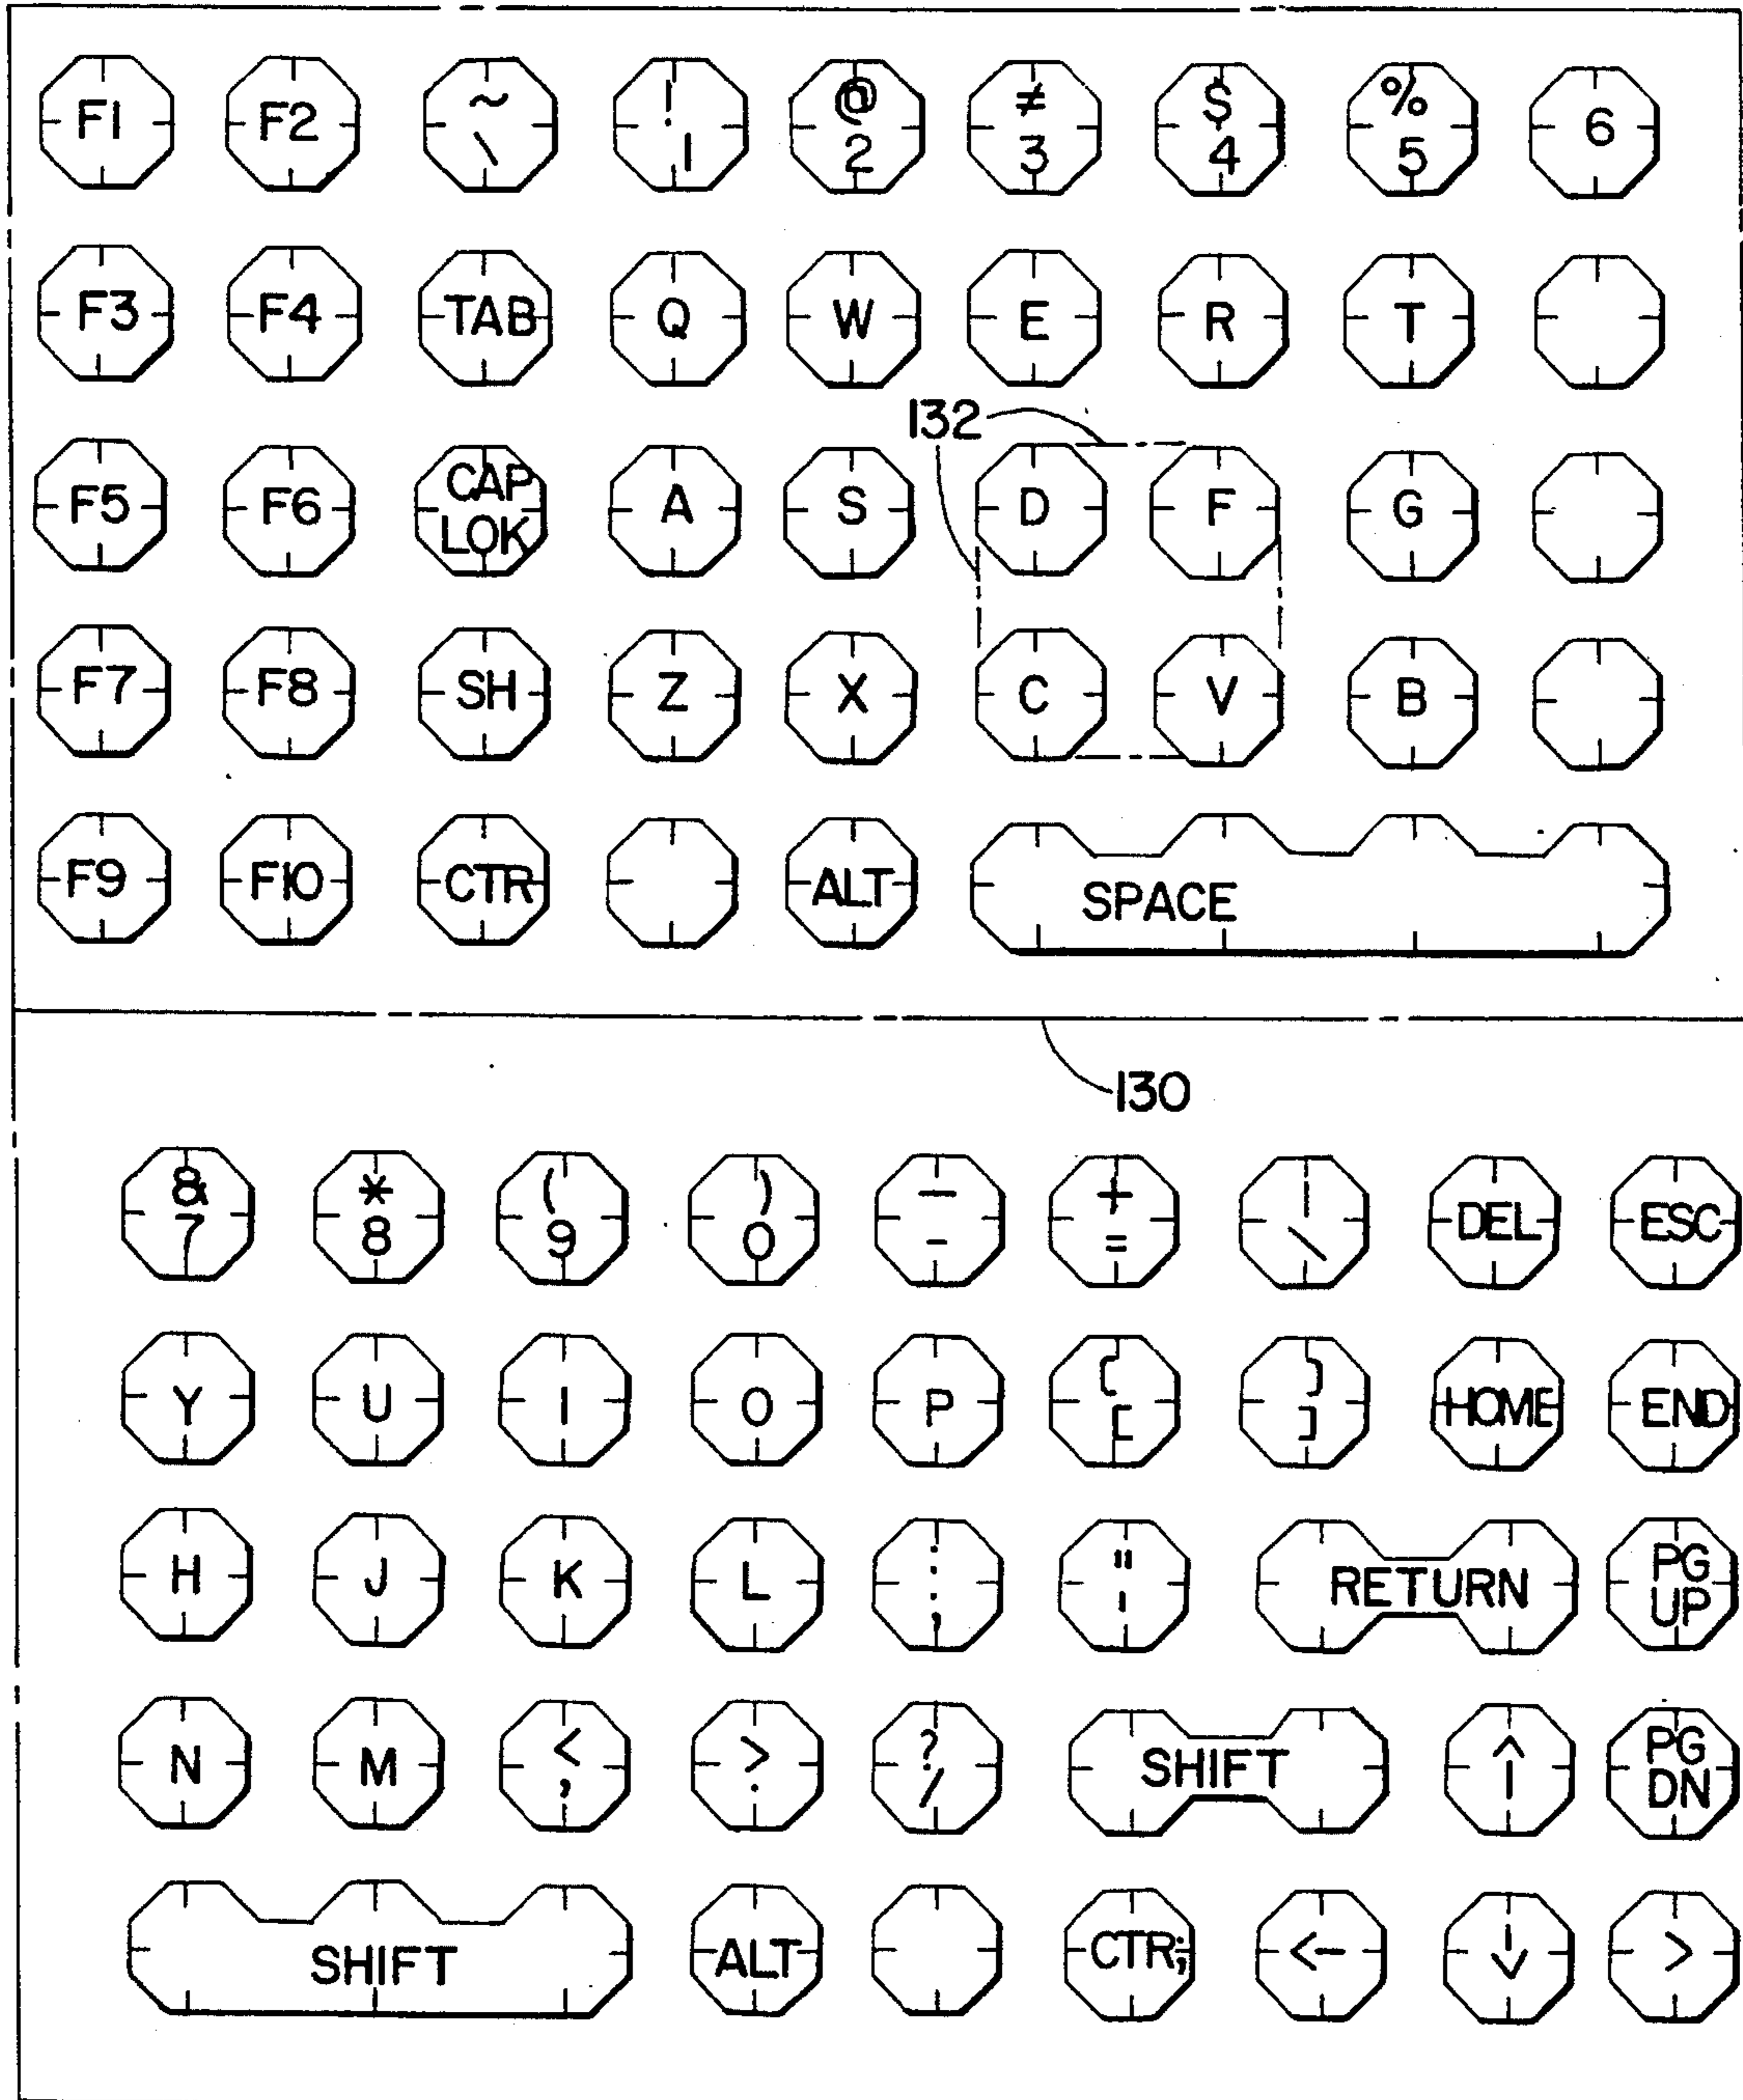 ~ ! @ ≠ $ %
F1 F2 \ 1 2 3 4 5 6
F3 F4 TAB Q W E R T
132
F5 F6 CAP LOK A S D F G
F7 F8 SH Z X C V B
F9 F10 CTR ALT SPACE
130
& * ( ) — + |
7 8 9 0 - = \ DEL ESC
{ }
Y U I O P [ ] HOME END
: "
H J K L ; ' RETURN PG UP
< > ?
N M , . / SHIFT ^ PG DN
SHIFT ALT CTR; <- ↓ >